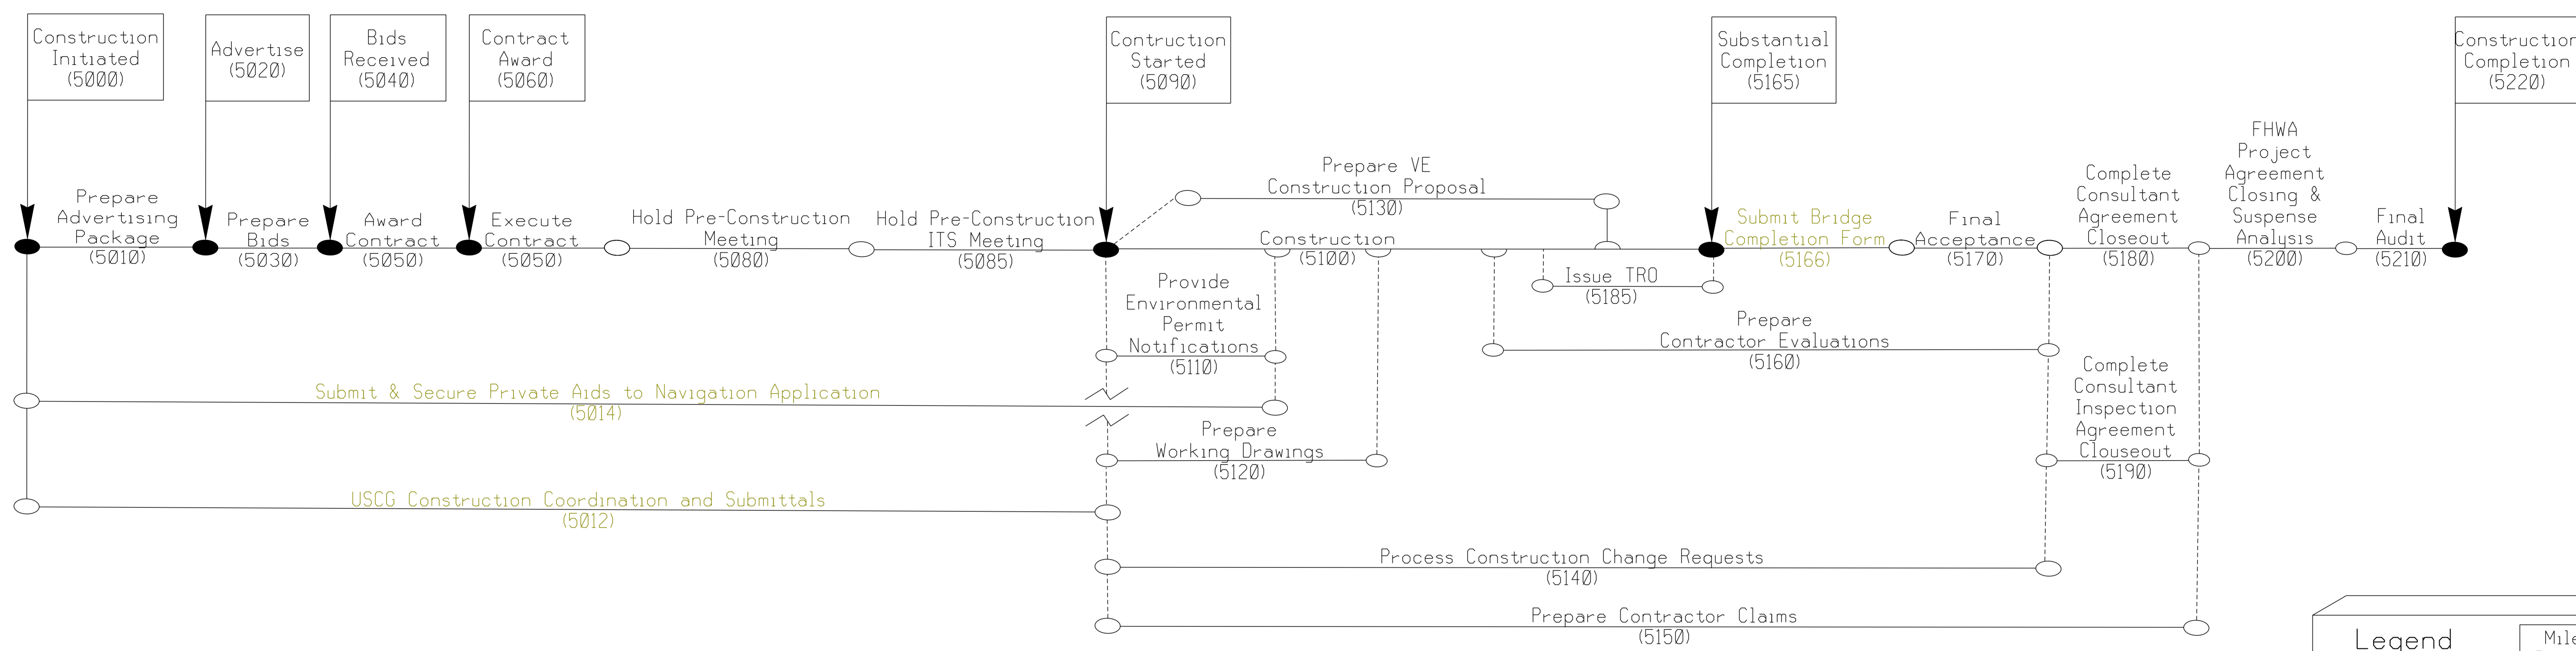 Construction
Initiated
(5000)
Advertise
(5020)
Bids
Received
(5040)
Contract
Award
(5060)
Contruction
Started
(5090)
Substantial
Completion
(5165)
Construction
Completion
(5220)
Prepare
Advertising
Package
(5010)
Prepare
Bids
(5030)
Award
Contract
(5050)
Execute
Contract
(5050)
Hold Pre-Construction
Meeting
(5080)
Hold Pre-Construction
ITS Meeting
(5085)
Prepare VE
Construction Proposal
(5130)
Construction
(5100)
Submit Bridge
Completion Form
(5166)
Final
Acceptance
(5170)
Complete
Consultant
Agreement
Closeout
(5180)
FHWA
Project
Agreement
Closing &
Suspense
Analysis
(5200)
Final
Audit
(5210)
Issue TRO
(5185)
Provide
Environmental
Permit
Notifications
(5110)
Prepare
Contractor Evaluations
(5160)
Submit & Secure Private Aids to Navigation Application
(5014)
Prepare
Working Drawings
(5120)
Complete
Consultant
Inspection
Agreement
Clouseout
(5190)
USCG Construction Coordination and Submittals
(5012)
Process Construction Change Requests
(5140)
Prepare Contractor Claims
(5150)
Legend